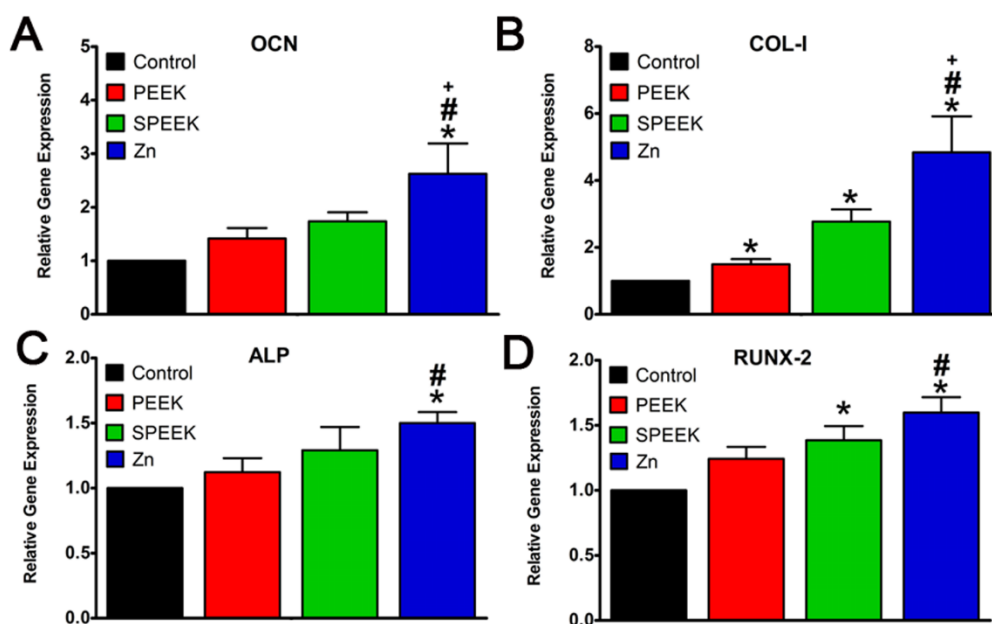 A
OCN
Relative Gene Expression
5
4
3
2
1
0
Control
PEEK
SPEEK
Zn
+
#
*
B
COL-I
Relative Gene Expression
8
6
4
2
0
Control
PEEK
SPEEK
Zn
*
*
+
#
*
C
ALP
Relative Gene Expression
2.0
1.5
1.0
0.5
0.0
Control
PEEK
SPEEK
Zn
#
*
D
RUNX-2
Relative Gene Expression
2.0
1.5
1.0
0.5
0.0
Control
PEEK
SPEEK
Zn
*
#
*